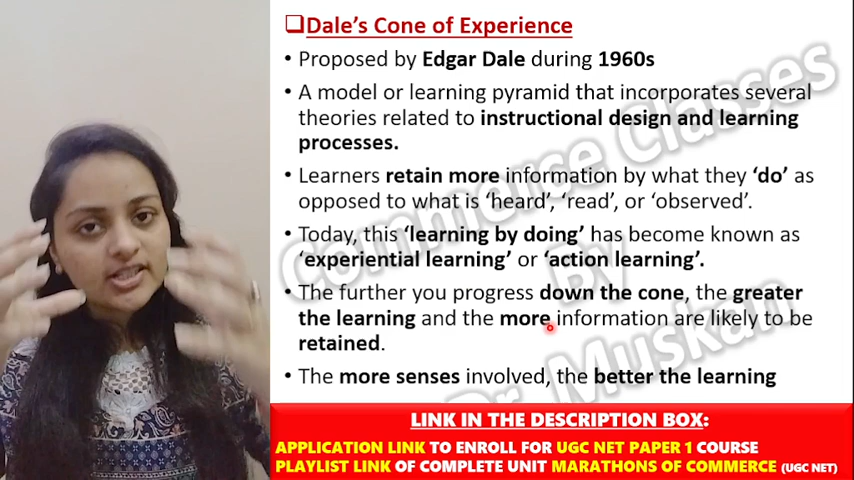 ❑Dale's Cone of Experience
• Proposed by Edgar Dale during 1960s
• A model or learning pyramid that incorporates several
theories related to instructional design and learning
processes.
• Learners retain more information by what they 'do' as
opposed to what is 'heard', 'read', or 'observed'.
• Today, this 'learning by doing' has become known as
'experiential learning' or 'action learning'.
• The further you progress down the cone, the greater
the learning and the more information are likely to be
retained.
• The more senses involved, the better the learning
Commerce Classes
By
Dr. Muskan
LINK IN THE DESCRIPTION BOX:
APPLICATION LINK TO ENROLL FOR UGC NET PAPER 1 COURSE
PLAYLIST LINK OF COMPLETE UNIT MARATHONS OF COMMERCE (UGC NET)